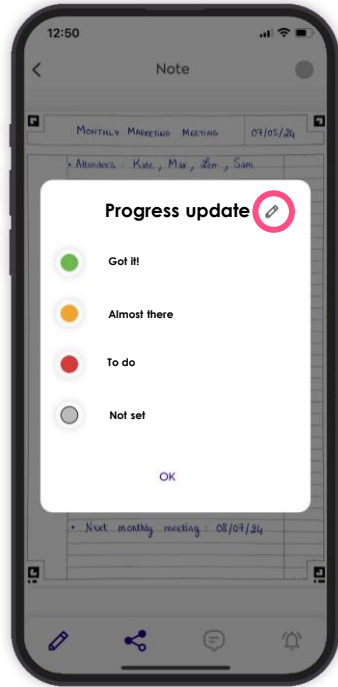 12:50
Note
Monthly Marketing Meeting 07/05/24
• Attendees : Kate, Max, Leo, Sam
Progress update
Got it!
Almost there
To do
Not set
OK
• Next monthly meeting : 08/07/24